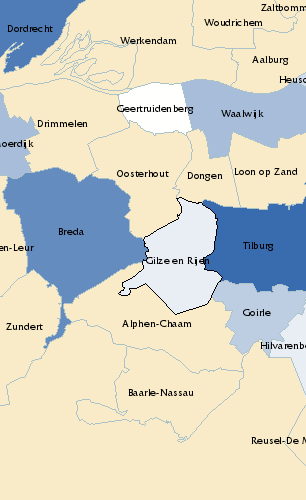 Zaltbomm
Woudrichem
Dordrecht
Werkendam
Aalburg
Heusd
Geertruidenberg
Waalwijk
Drimmelen
oerdijk
Oosterhout
Dongen
Loon op Zand
Breda
Tilburg
en-Leur
Gilze en Rijen
Goirle
Zundert
Alphen-Chaam
Hilvarenbe
Baarle-Nassau
Reusel-De M